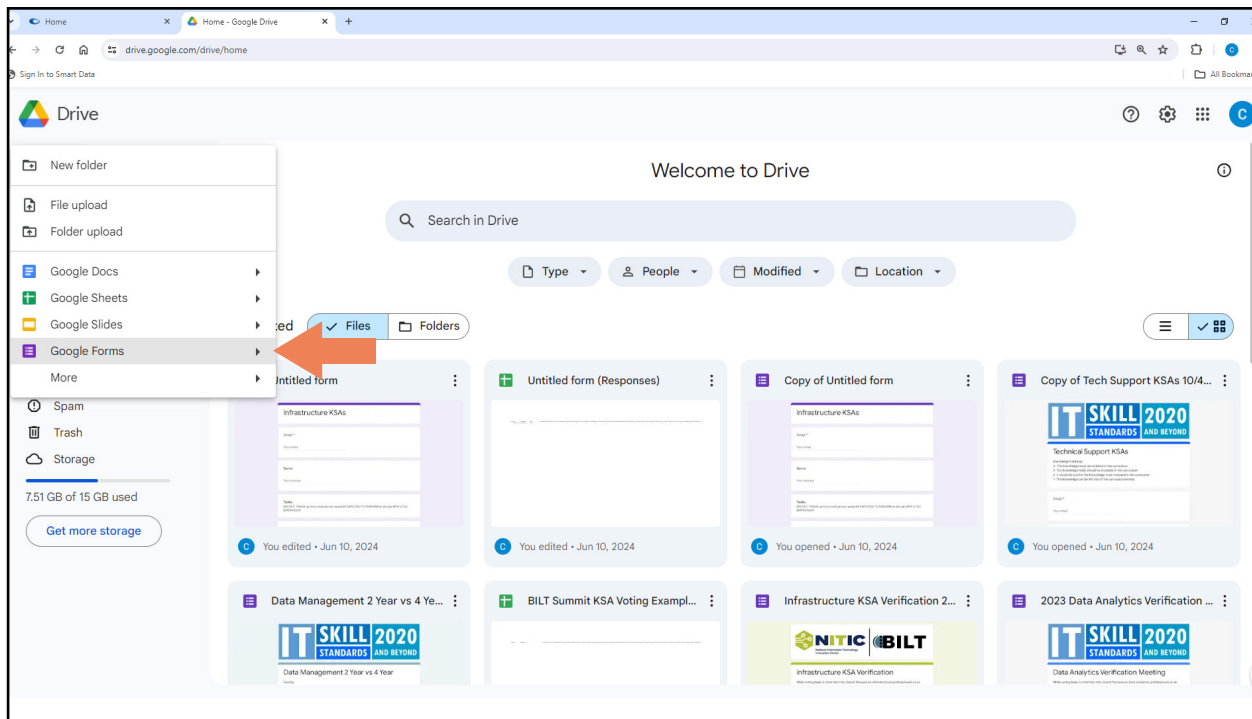 Home
Home - Google Drive
drive.google.com/drive/home
Sign In to Smart Data
All Bookmar
Drive
C
New folder
File upload
Folder upload
Google Docs
Google Sheets
Google Slides
Google Forms
More
Spam
Trash
Storage
7.51 GB of 15 GB used
Get more storage
Welcome to Drive
Search in Drive
Type
People
Modified
Location
ed
Files
Folders
Untitled form
Infrastructure KSAs
Email *
Name
Tasks
C You edited • Jun 10, 2024
Untitled form (Responses)
C You edited • Jun 10, 2024
Copy of Untitled form
Infrastructure KSAs
Email *
Name
Tasks
C You opened • Jun 10, 2024
Copy of Tech Support KSAs 10/4...
IT SKILL 2020
STANDARDS AND BEYOND
Technical Support KSAs
Email *
C You opened • Jun 10, 2024
Data Management 2 Year vs 4 Ye...
IT SKILL 2020
STANDARDS AND BEYOND
Data Management 2 Year vs 4 Year
BILT Summit KSA Voting Exampl...
Infrastructure KSA Verification 2...
NITIC BILT
Infrastructure KSA Verification
2023 Data Analytics Verification ...
IT SKILL 2020
STANDARDS AND BEYOND
Data Analytics Verification Meeting